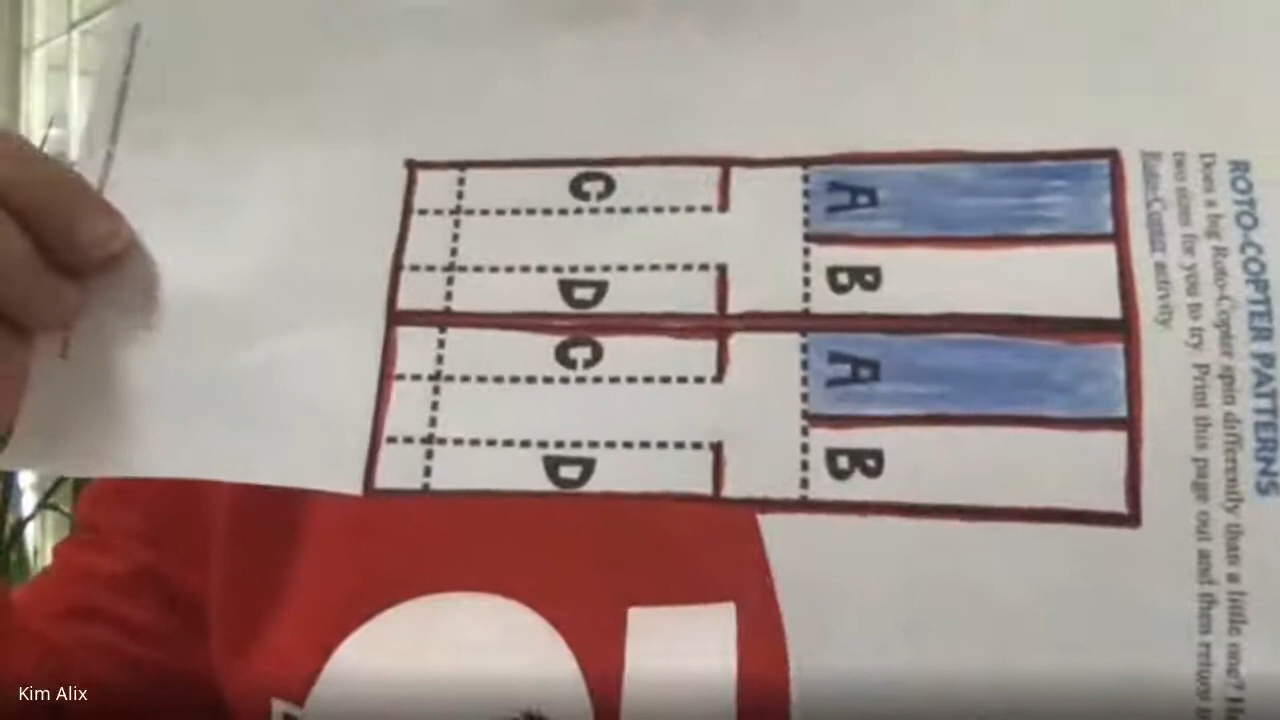 ROTO-COPTER PATTERNS
Does a big Roto-Copter spin differently than a little one?
two sizes for you to try. Print this page out and then return
Roto-Copter activity
A B A B
C D C D
Kim Alix